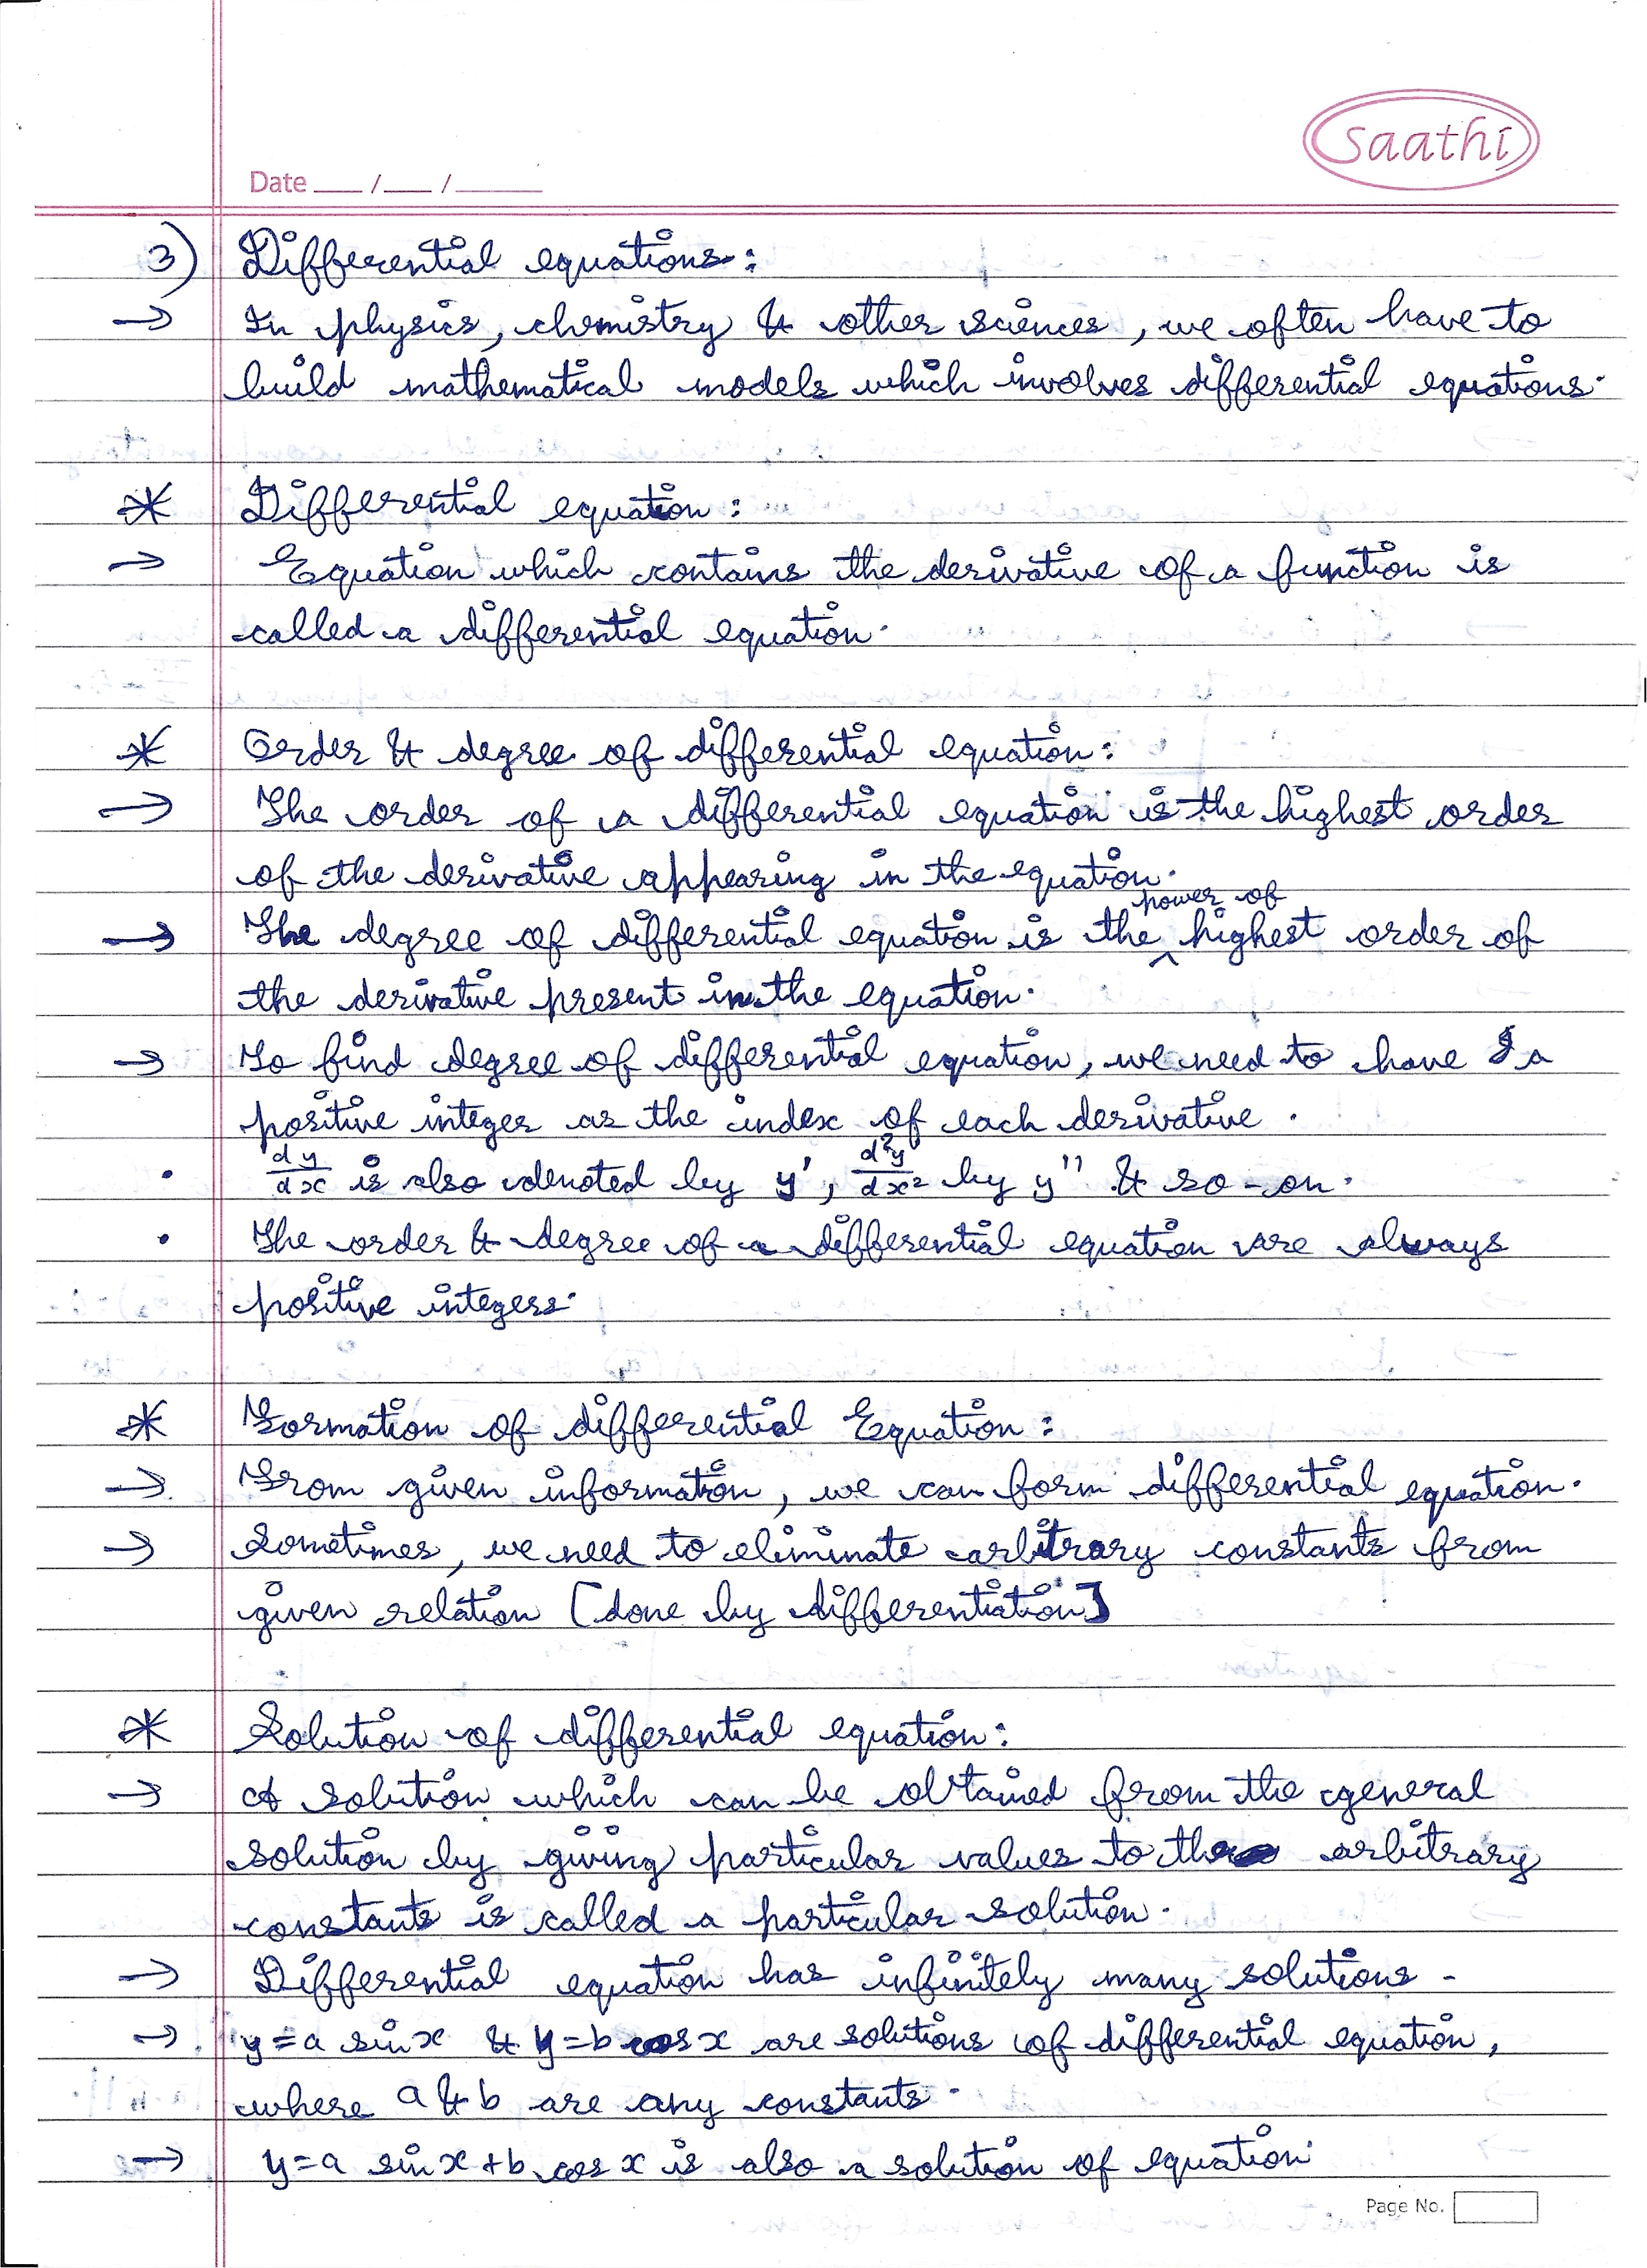 saathi
Date ___ / ___ / ______
3) Differential equations:
→ In physics, chemistry & other sciences, we often have to
build mathematical models which involves differential equations.
* Differential equation:
→ Equation which contains the derivative of a function is
called a differential equation.
* Order & degree of differential equation:
→ The order of a differential equation is the highest order
of the derivative appearing in the equation.
→ The degree of differential equation is the ^power of highest order of
the derivative present in the equation.
→ To find degree of differential equation, we need to have a
positive integer as the index of each derivative.
• dy/dx is also denoted by y', d²y/dx² by y'' & so-on.
• The order & degree of a differential equation are always
positive integers.
* Formation of differential Equation:
→ From given information, we can form differential equation.
→ Sometimes, we need to eliminate arbitrary constants from
given relation [done by differentiation]
* Solution of differential equation:
→ A solution which can be obtained from the general
solution by giving particular values to the arbitrary
constants is called a particular solution.
→ Differential equation has infinitely many solutions.
→ y=a sin x & y=b cos x are solutions of differential equation,
where a & b are any constants.
→ y=a sin x + b cos x is also a solution of equation.
Page No.